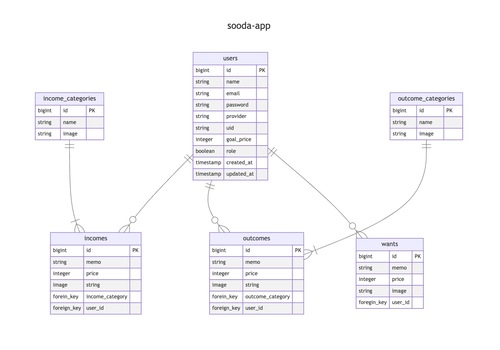 sooda-app
users
bigint id PK
string name
string email
string password
string provider
string uid
integer goal_price
boolean role
timestamp created_at
timestamp updated_at
income_categories
bigint id PK
string name
string image
outcome_categories
bigint id PK
string name
string image
incomes
bigint id PK
string memo
integer price
image string
forein_key income_category
foreign_key user_id
outcomes
bigint id PK
string memo
integer price
image string
forein_key outcome_category
foreign_key user_id
wants
bigint id PK
string memo
integer price
string image
foregin_key user_id